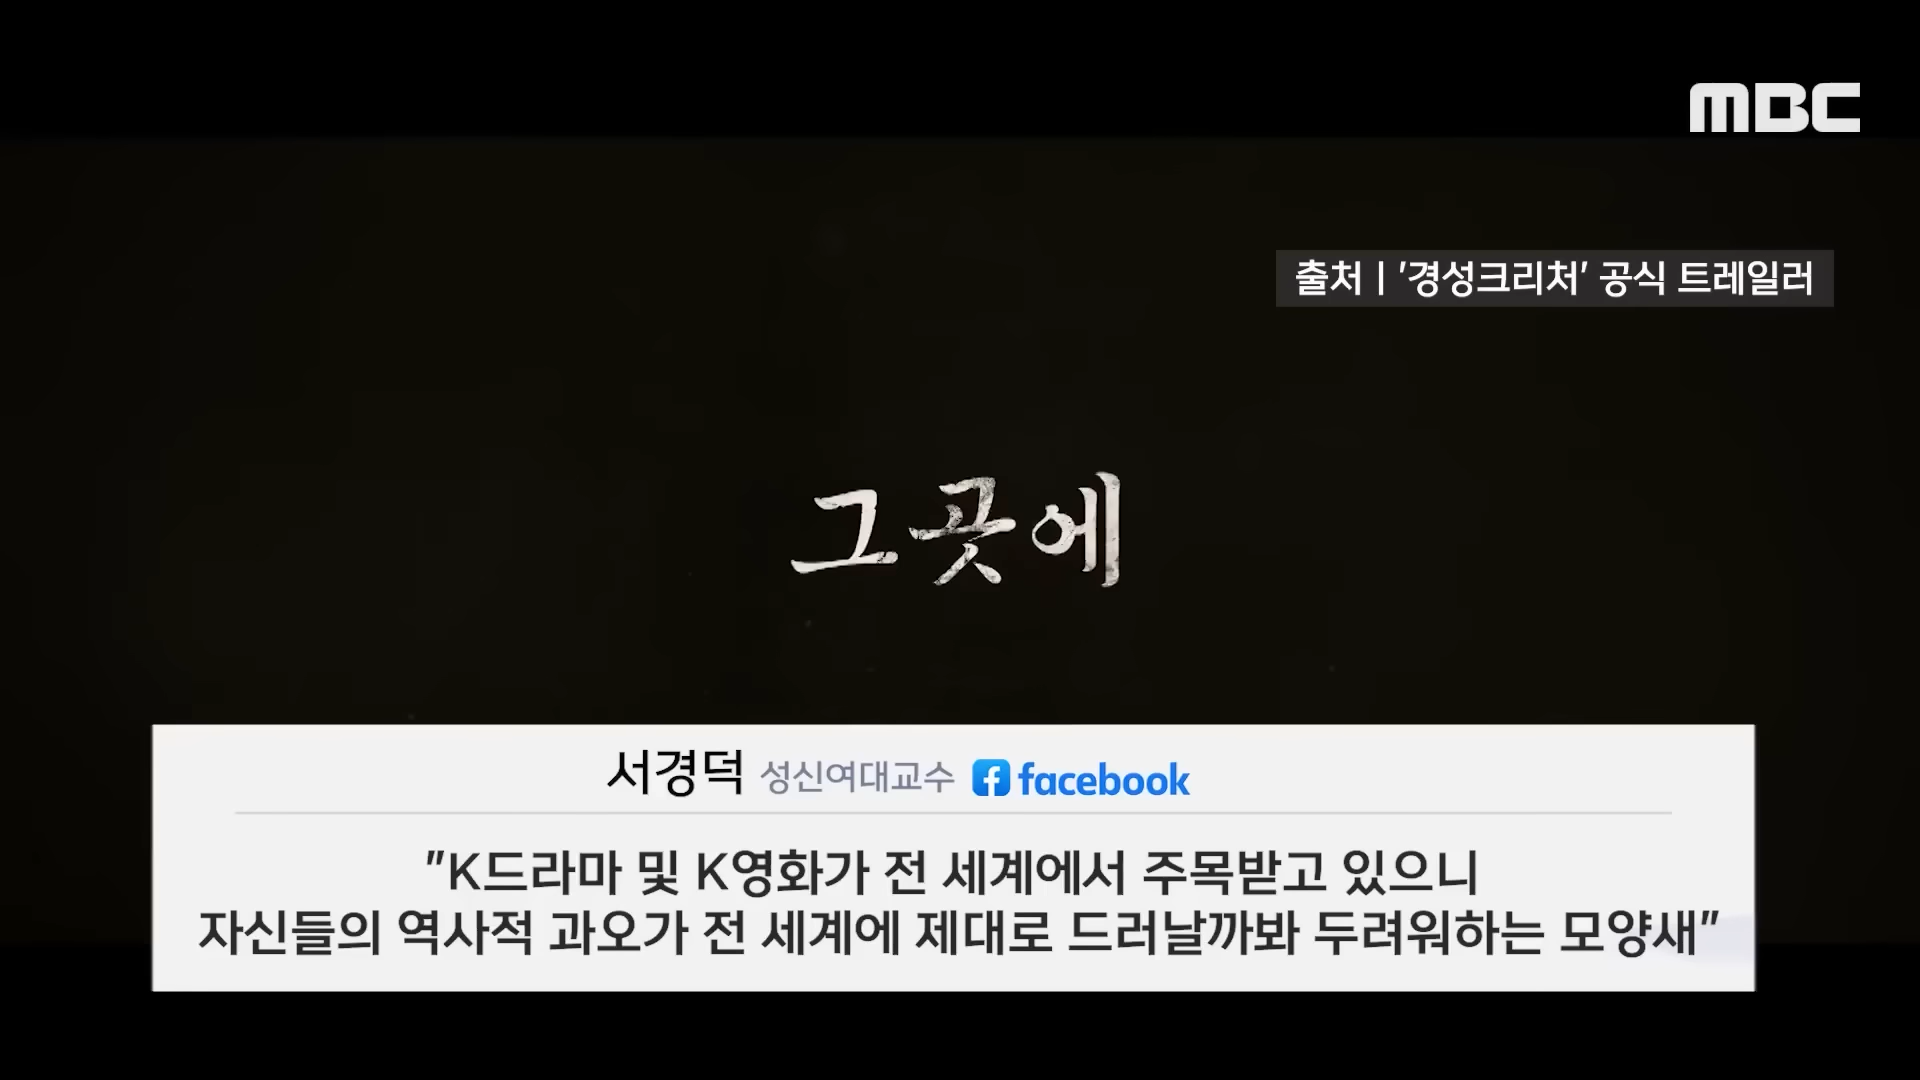 MBC
출처 | '경성크리처' 공식 트레일러
그곳에
서경덕 성신여대교수 facebook
"K드라마 및 K영화가 전 세계에서 주목받고 있으니
자신들의 역사적 과오가 전 세계에 제대로 드러날까봐 두려워하는 모양새"